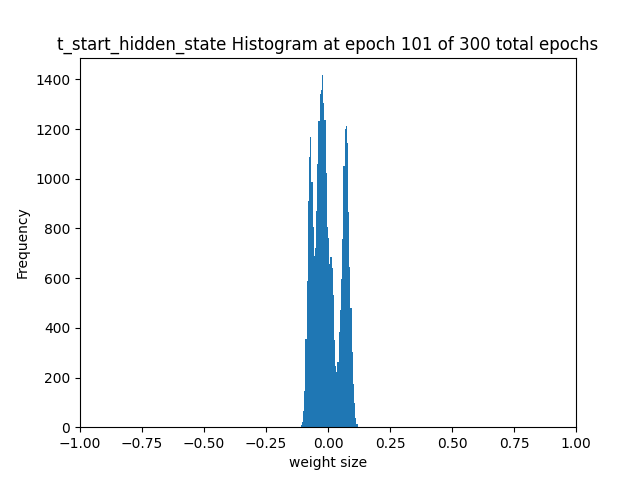 t_start_hidden_state Histogram at epoch 101 of 300 total epochs
1400
1200
1000
800
600
400
200
0
Frequency
−1.00 −0.75 −0.50 −0.25 0.00 0.25 0.50 0.75 1.00
weight size